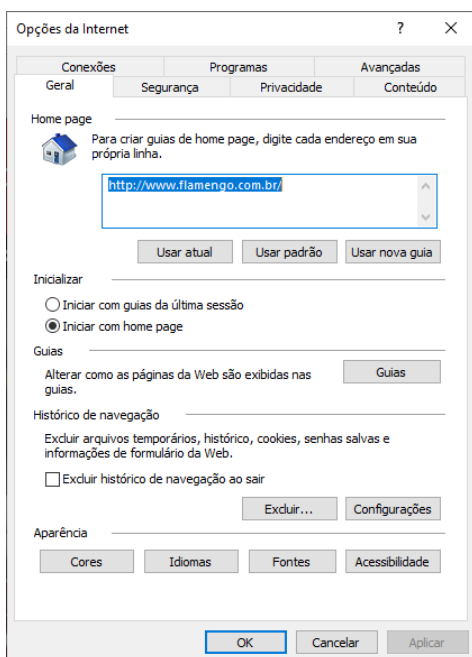 Opções da Internet ? X
Conexões Programas Avançadas
Geral Segurança Privacidade Conteúdo
Home page
Para criar guias de home page, digite cada endereço em sua
própria linha.
http://www.flamengo.com.br/
Usar atual Usar padrão Usar nova guia
Inicializar
Iniciar com guias da última sessão
Iniciar com home page
Guias
Alterar como as páginas da Web são exibidas nas
guias.
Guias
Histórico de navegação
Excluir arquivos temporários, histórico, cookies, senhas salvas e
informações de formulário da Web.
Excluir histórico de navegação ao sair
Excluir... Configurações
Aparência
Cores Idiomas Fontes Acessibilidade
OK Cancelar Aplicar